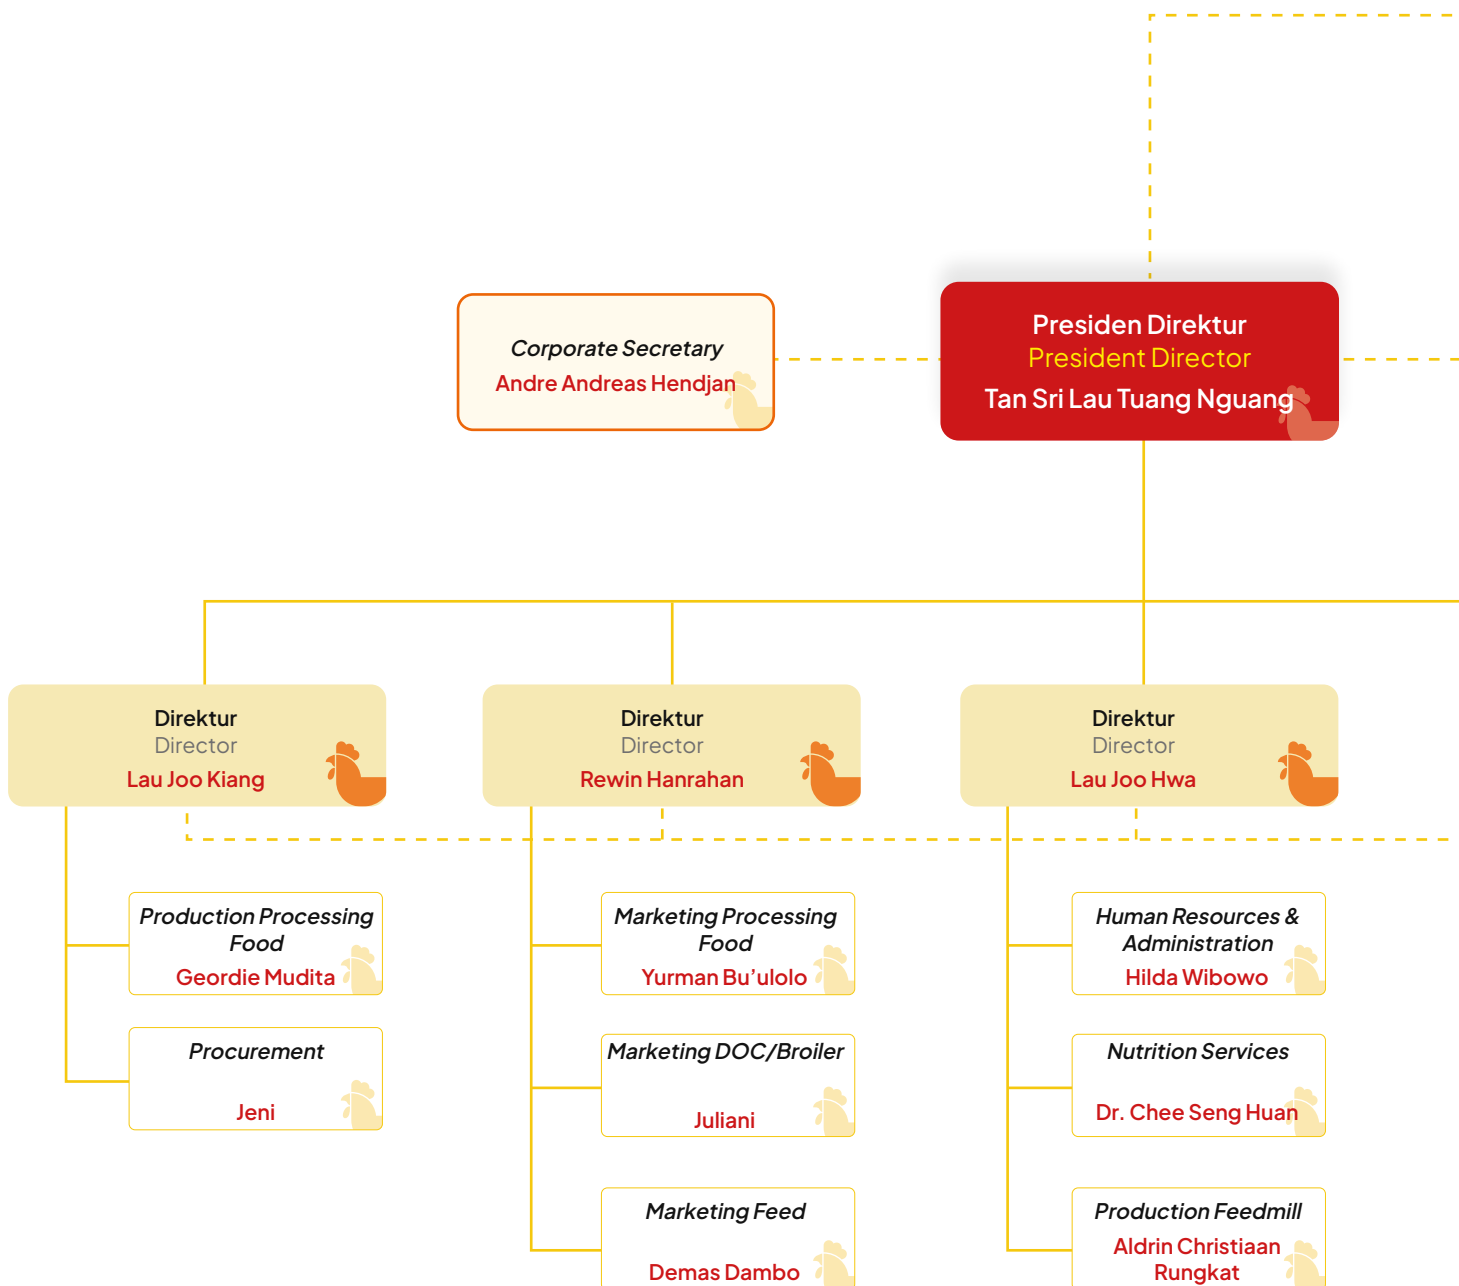 Corporate Secretary
Andre Andreas Hendjan
Presiden Direktur
President Director
Tan Sri Lau Tuang Nguang
Direktur
Director
Lau Joo Kiang
Production Processing
Food
Geordie Mudita
Procurement
Jeni
Direktur
Director
Rewin Hanrahan
Marketing Processing
Food
Yurman Bu’ulolo
Marketing DOC/Broiler
Juliani
Marketing Feed
Demas Dambo
Direktur
Director
Lau Joo Hwa
Human Resources &
Administration
Hilda Wibowo
Nutrition Services
Dr. Chee Seng Huan
Production Feedmill
Aldrin Christiaan
Rungkat